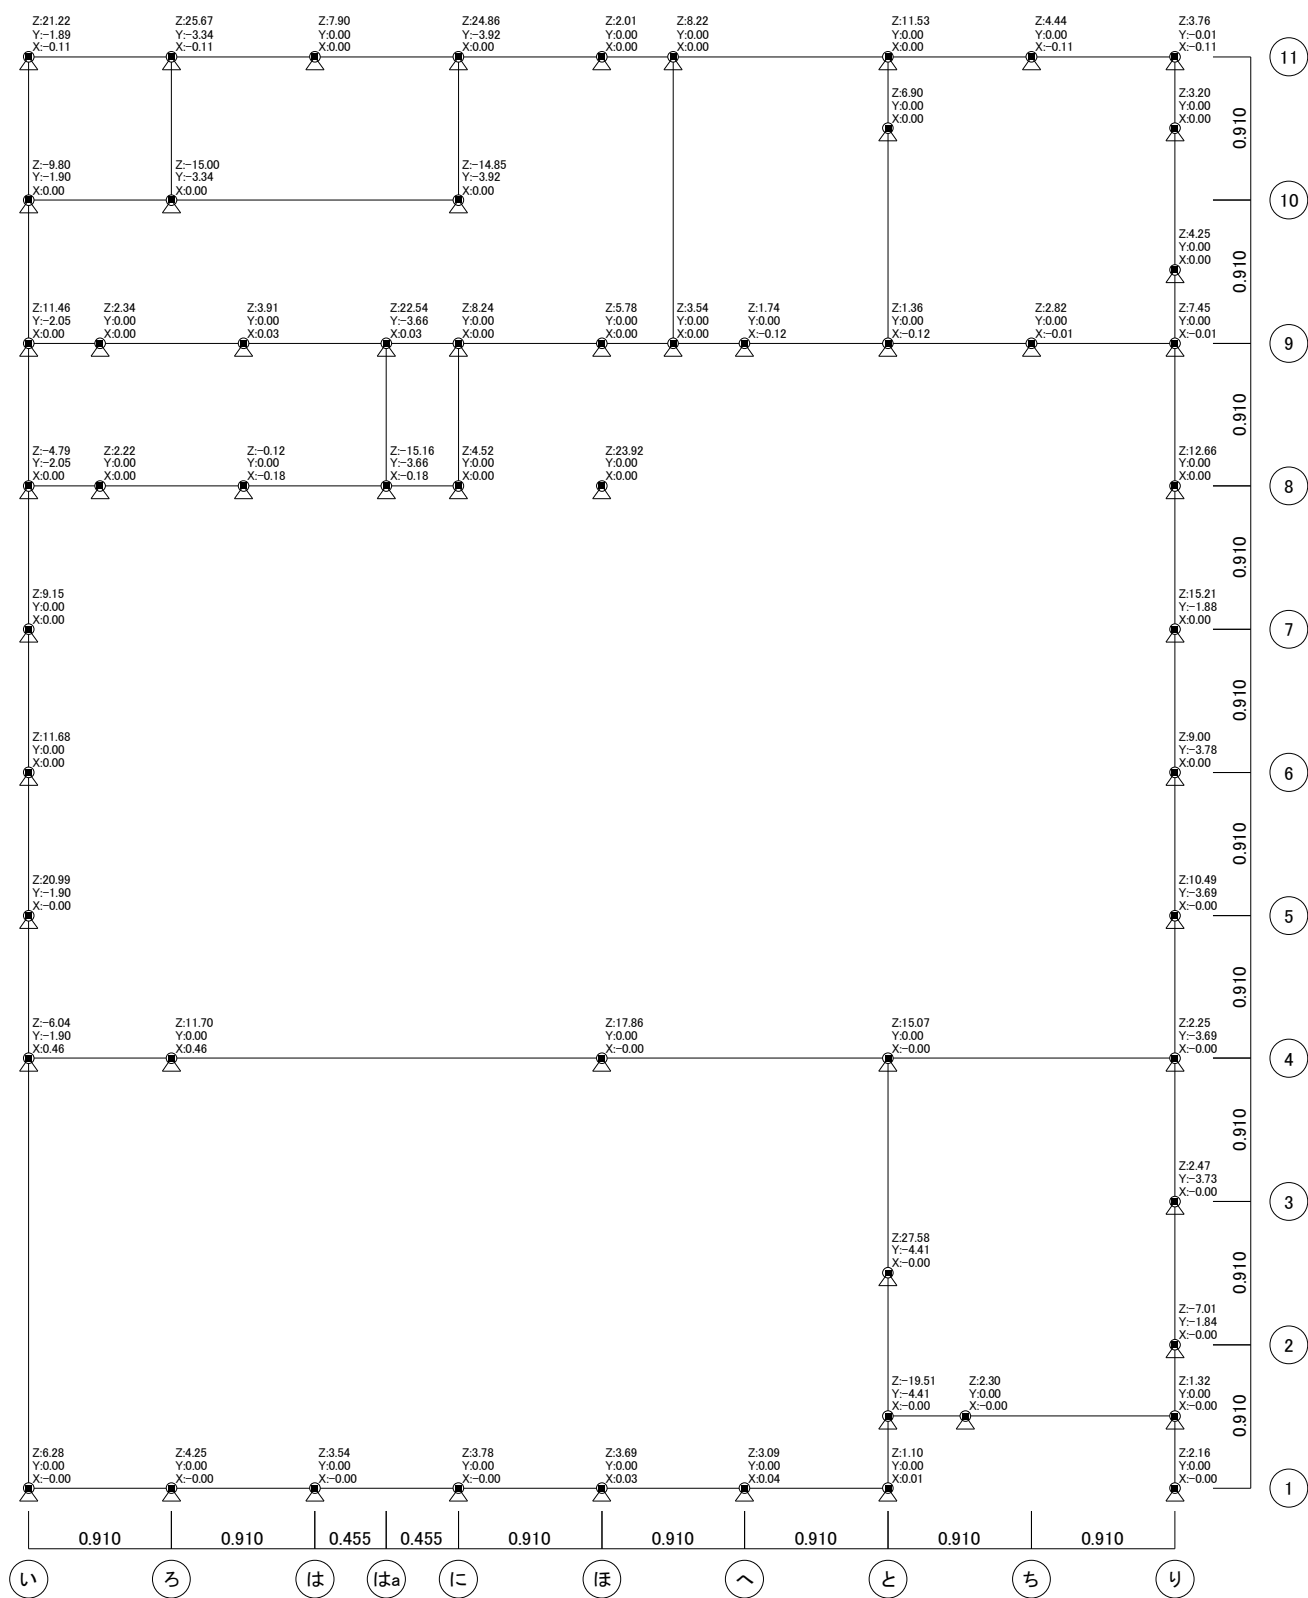 Z:21.22
Y:-1.89
X:-0.11
Z:25.67
Y:-3.34
X:-0.11
Z:7.90
Y:0.00
X:0.00
Z:24.86
Y:-3.92
X:0.00
Z:2.01
Y:0.00
X:0.00
Z:8.22
Y:0.00
X:0.00
Z:11.53
Y:0.00
X:0.00
Z:4.44
Y:0.00
X:-0.11
Z:3.76
Y:-0.01
X:-0.11
11
Z:6.90
Y:0.00
X:0.00
Z:3.20
Y:0.00
X:0.00
0.910
Z:-9.80
Y:-1.90
X:0.00
Z:-15.00
Y:-3.34
X:0.00
Z:-14.85
Y:-3.92
X:0.00
10
Z:4.25
Y:0.00
X:0.00
0.910
Z:11.46
Y:-2.05
X:0.00
Z:2.34
Y:0.00
X:0.00
Z:3.91
Y:0.00
X:0.03
Z:22.54
Y:-3.66
X:0.03
Z:8.24
Y:0.00
X:0.00
Z:5.78
Y:0.00
X:0.00
Z:3.54
Y:0.00
X:0.00
Z:1.74
Y:0.00
X:-0.12
Z:1.36
Y:0.00
X:-0.12
Z:2.82
Y:0.00
X:-0.01
Z:7.45
Y:0.00
X:-0.01
9
0.910
Z:-4.79
Y:-2.05
X:0.00
Z:2.22
Y:0.00
X:0.00
Z:-0.12
Y:0.00
X:-0.18
Z:-15.16
Y:-3.66
X:-0.18
Z:4.52
Y:0.00
X:0.00
Z:23.92
Y:0.00
X:0.00
Z:12.66
Y:0.00
X:0.00
8
0.910
Z:9.15
Y:0.00
X:0.00
Z:15.21
Y:-1.88
X:0.00
7
0.910
Z:11.68
Y:0.00
X:0.00
Z:9.00
Y:-3.78
X:0.00
6
0.910
Z:20.99
Y:-1.90
X:-0.00
Z:10.49
Y:-3.69
X:-0.00
5
0.910
Z:-6.04
Y:-1.90
X:0.46
Z:11.70
Y:0.00
X:0.46
Z:17.86
Y:0.00
X:-0.00
Z:15.07
Y:0.00
X:-0.00
Z:2.25
Y:-3.69
X:-0.00
4
0.910
Z:2.47
Y:-3.73
X:-0.00
3
Z:27.58
Y:-4.41
X:-0.00
0.910
Z:-7.01
Y:-1.84
X:-0.00
2
Z:-19.51
Y:-4.41
X:-0.00
Z:2.30
Y:0.00
X:-0.00
Z:1.32
Y:0.00
X:-0.00
0.910
Z:6.28
Y:0.00
X:-0.00
Z:4.25
Y:0.00
X:-0.00
Z:3.54
Y:0.00
X:-0.00
Z:3.78
Y:0.00
X:-0.00
Z:3.69
Y:0.00
X:0.03
Z:3.09
Y:0.00
X:0.04
Z:1.10
Y:0.00
X:0.01
Z:2.16
Y:0.00
X:-0.00
1
0.910
0.910
0.455
0.455
0.910
0.910
0.910
0.910
0.910
い
ろ
は
はa
に
ほ
へ
と
ち
り